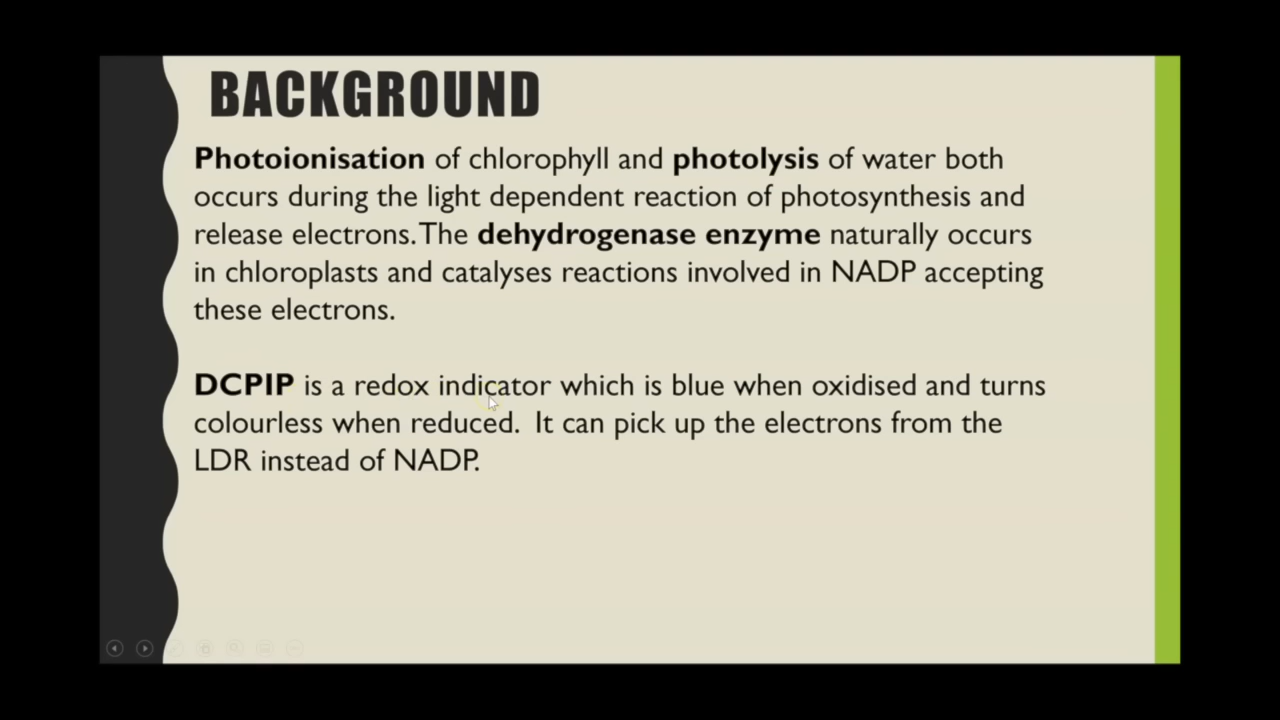 BACKGROUND
Photoionisation of chlorophyll and photolysis of water both
occurs during the light dependent reaction of photosynthesis and
release electrons. The dehydrogenase enzyme naturally occurs
in chloroplasts and catalyses reactions involved in NADP accepting
these electrons.
DCPIP is a redox indicator which is blue when oxidised and turns
colourless when reduced. It can pick up the electrons from the
LDR instead of NADP.